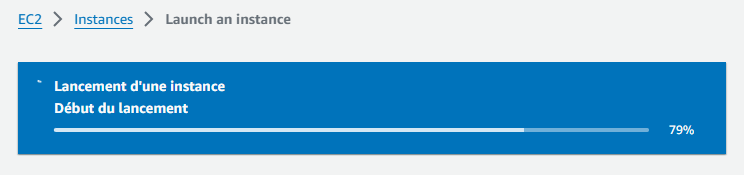 EC2 > Instances > Launch an instance
Lancement d'une instance
Début du lancement
79%